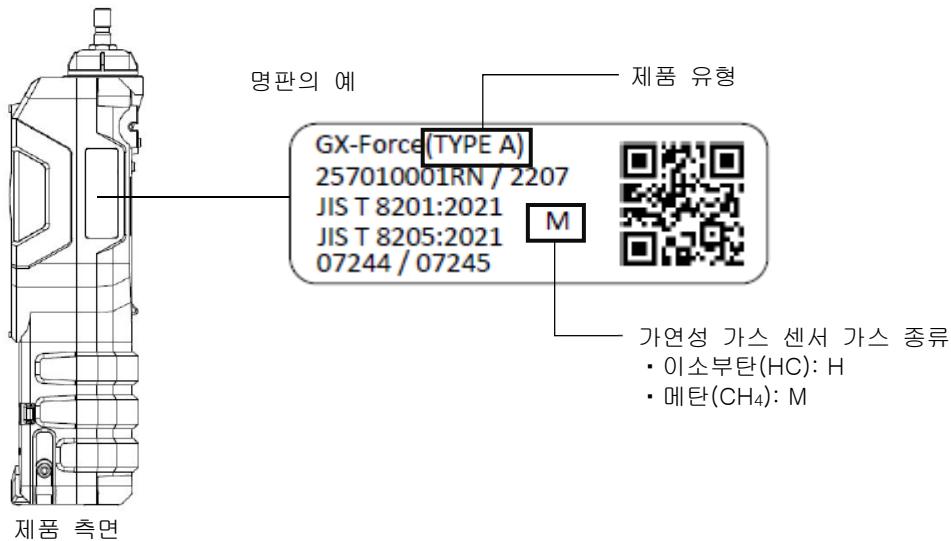 명판의 예
제품 유형
GX-Force(TYPE A)
257010001RN / 2207
JIS T 8201:2021
M
JIS T 8205:2021
07244 / 07245
가연성 가스 센서 가스 종류
・이소부탄(HC): H
・메탄(CH₄): M
제품 측면